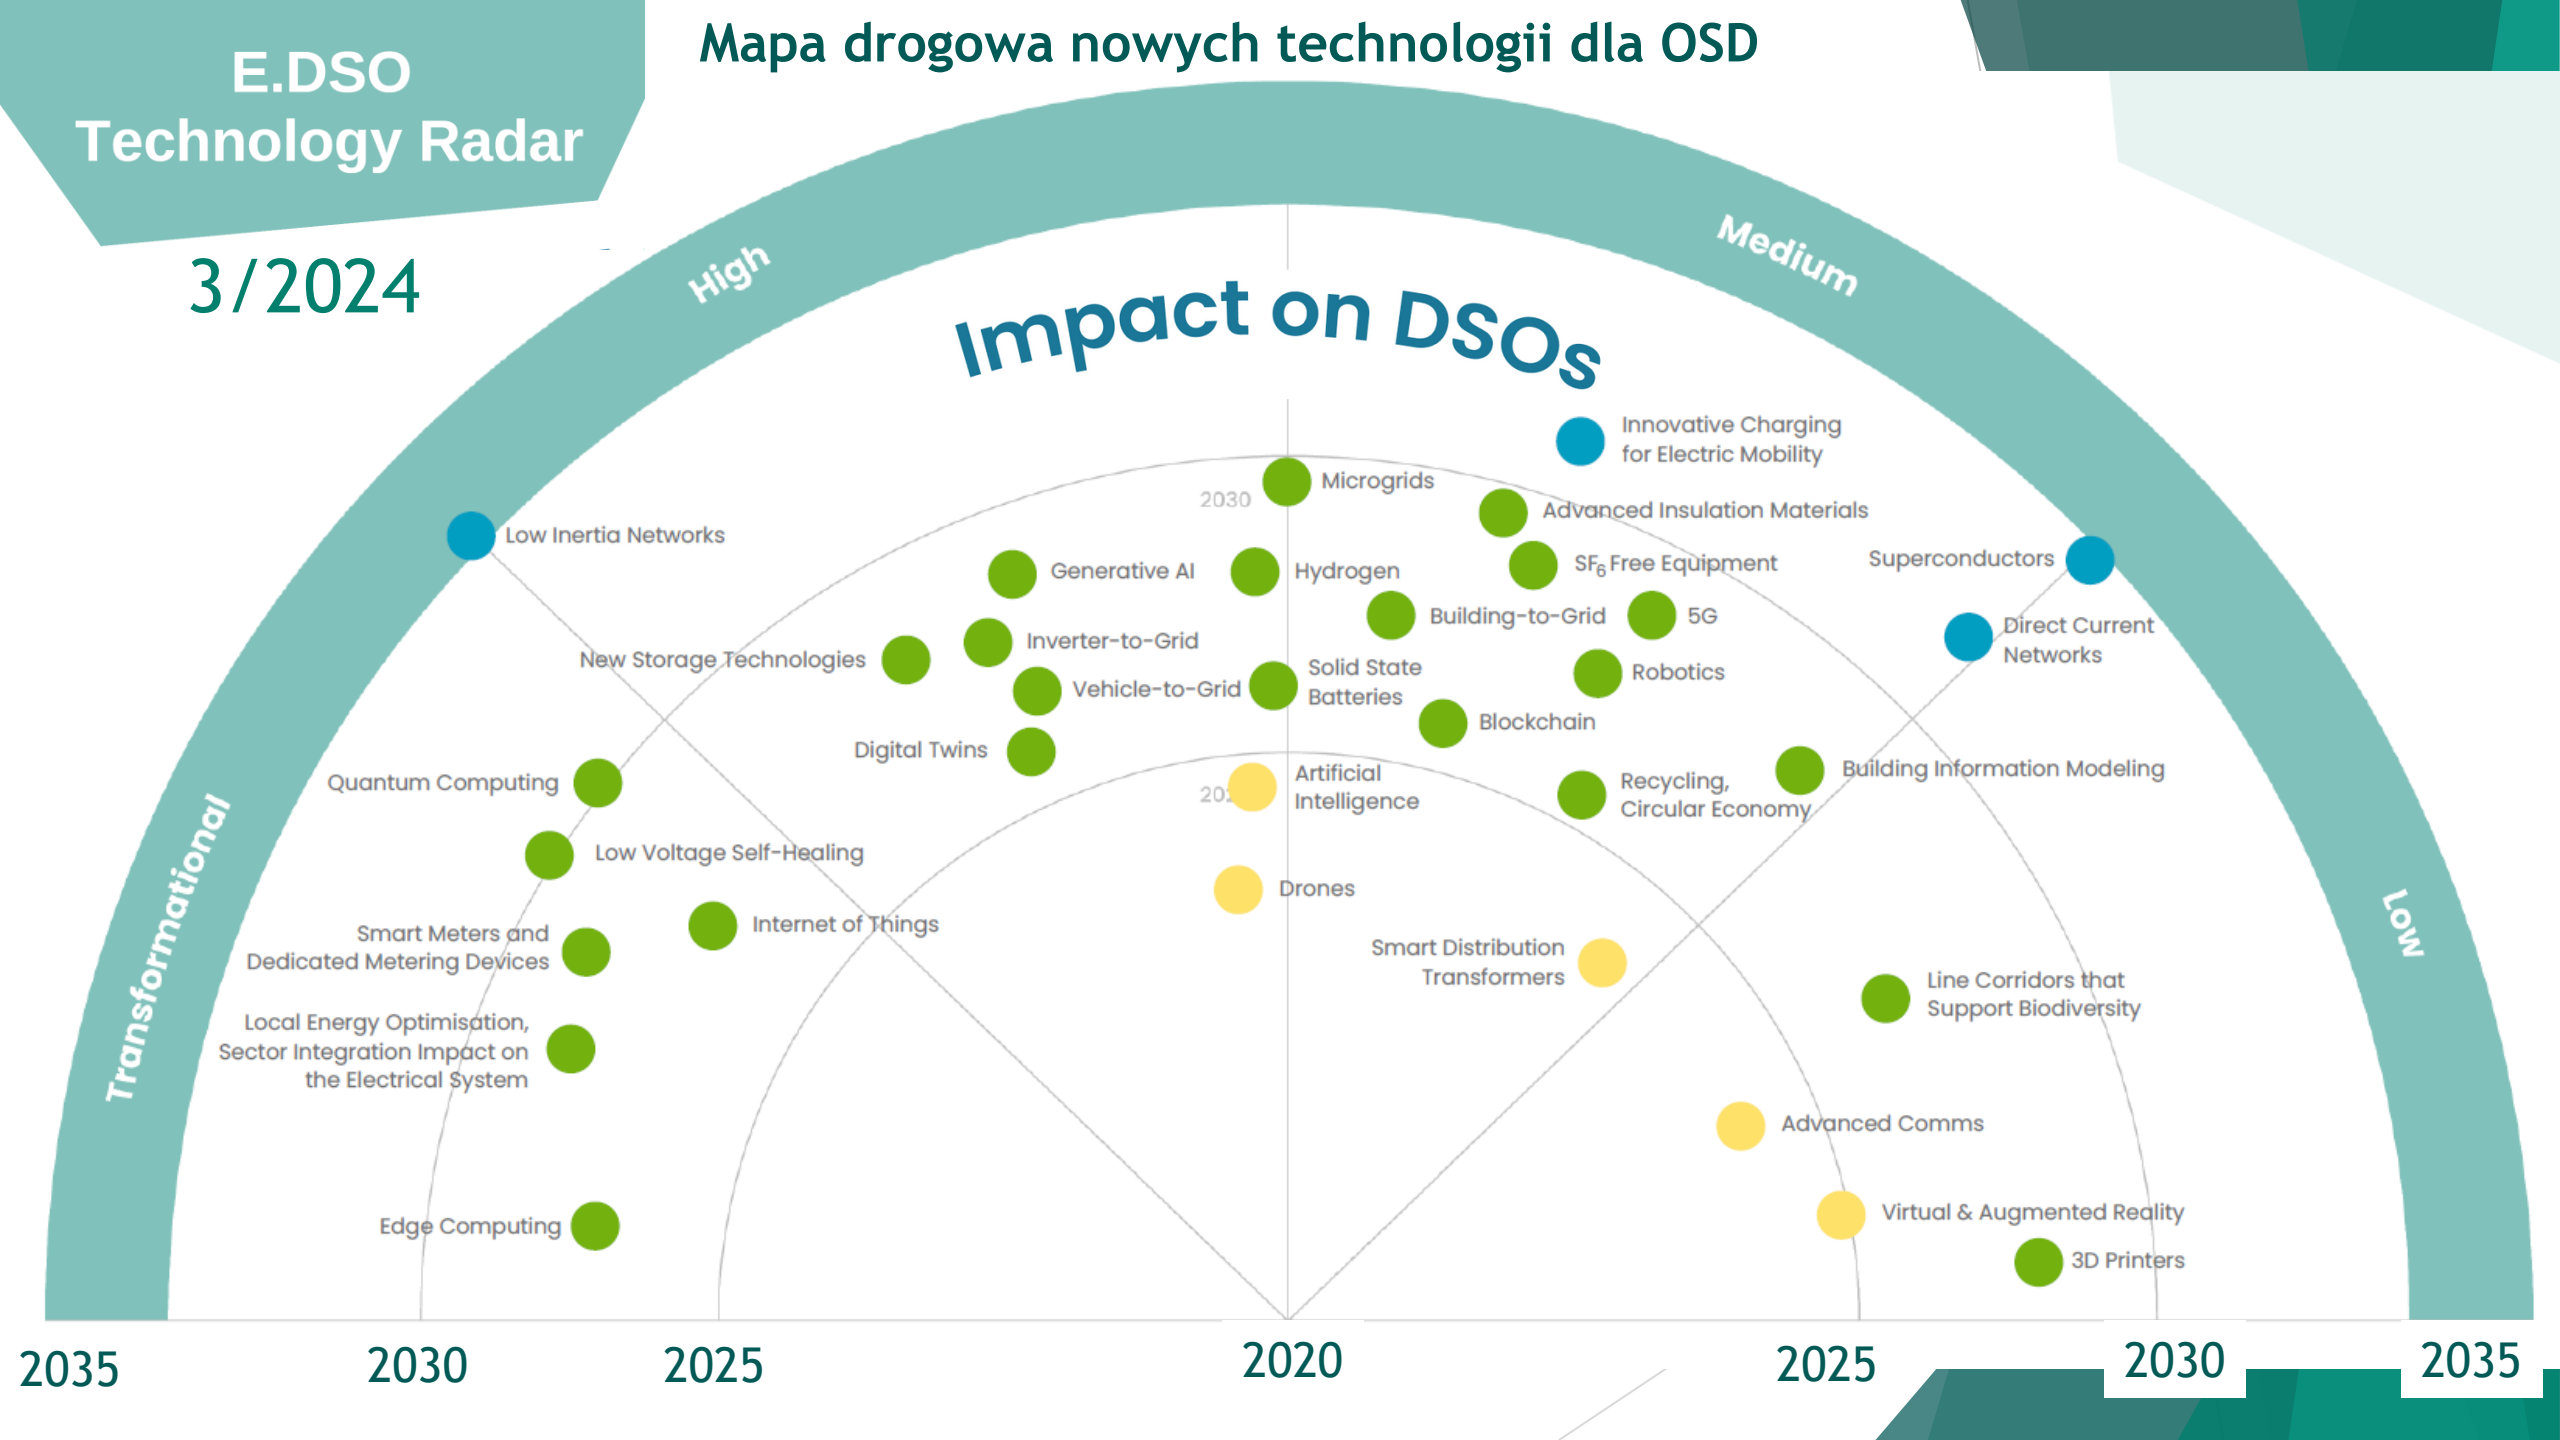 E.DSO
Technology Radar
3/2024
Mapa drogowa nowych technologii dla OSD
Transformational
High
Medium
Low
Impact on DSOs
Innovative Charging
for Electric Mobility
Microgrids
2030
Advanced Insulation Materials
Low Inertia Networks
Generative AI
Hydrogen
SF6 Free Equipment
Superconductors
Building-to-Grid
5G
Direct Current
Networks
Inverter-to-Grid
New Storage Technologies
Solid State
Batteries
Robotics
Vehicle-to-Grid
Blockchain
Digital Twins
Quantum Computing
Artificial
Intelligence
Recycling,
Circular Economy
Building Information Modeling
Low Voltage Self-Healing
Drones
Internet of Things
Smart Meters and
Dedicated Metering Devices
Smart Distribution
Transformers
Line Corridors that
Support Biodiversity
Local Energy Optimisation,
Sector Integration Impact on
the Electrical System
Advanced Comms
Edge Computing
Virtual & Augmented Reality
3D Printers
2035
2030
2025
2020
2025
2030
2035